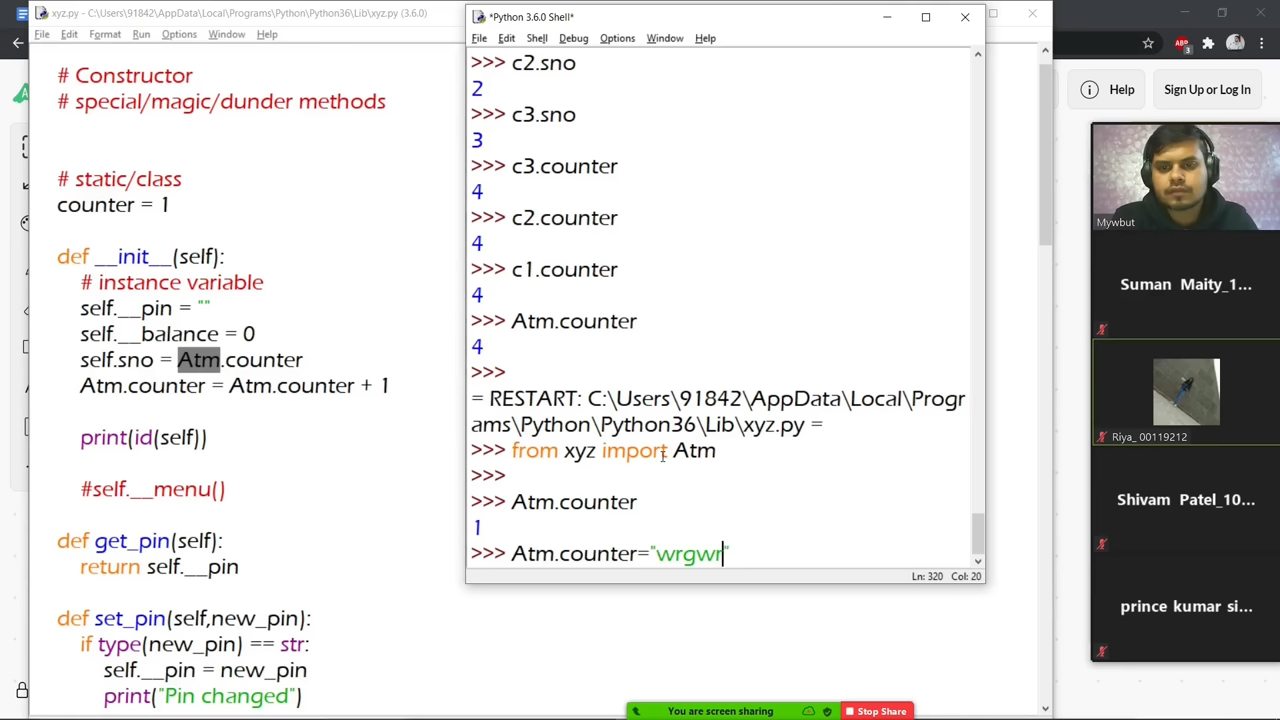 xyz.py - C:\Users\91842\AppData\Local\Programs\Python\Python36\Lib\xyz.py (3.6.0)
File Edit Format Run Options Window Help
# Constructor
# special/magic/dunder methods
# static/class
counter = 1
def __init__(self):
# instance variable
self.__pin = ""
self.__balance = 0
self.sno = Atm.counter
Atm.counter = Atm.counter + 1
print(id(self))
#self.__menu()
def get_pin(self):
return self.__pin
def set_pin(self,new_pin):
if type(new_pin) == str:
self.__pin = new_pin
print("Pin changed")
*Python 3.6.0 Shell*
File Edit Shell Debug Options Window Help
>>> c2.sno
2
>>> c3.sno
3
>>> c3.counter
4
>>> c2.counter
4
>>> c1.counter
4
>>> Atm.counter
4
>>>
= RESTART: C:\Users\91842\AppData\Local\Progr
ams\Python\Python36\Lib\xyz.py =
>>> from xyz import Atm
>>>
>>> Atm.counter
1
>>> Atm.counter="wrgwr"
Ln: 320 Col: 20
ABP
3
Help
Sign Up or Log In
Mywbut
Suman Maity_1...
Riya_ 00119212
Shivam Patel_10...
prince kumar si...
You are screen sharing
Stop Share